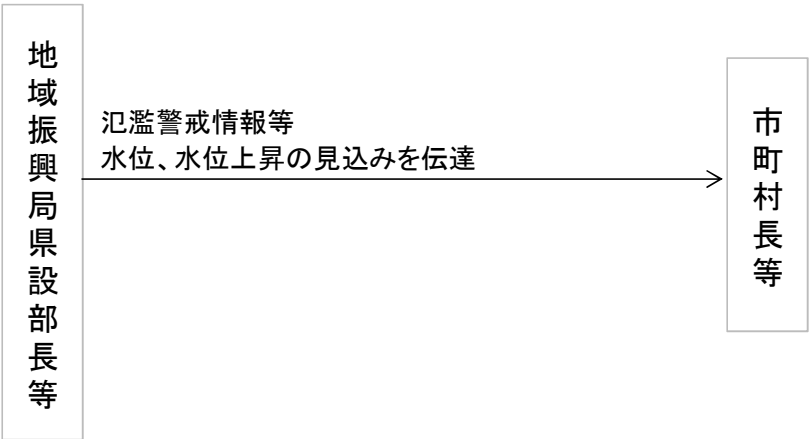 地域振興局県設部長等
氾濫警戒情報等
水位、水位上昇の見込みを伝達
市町村長等